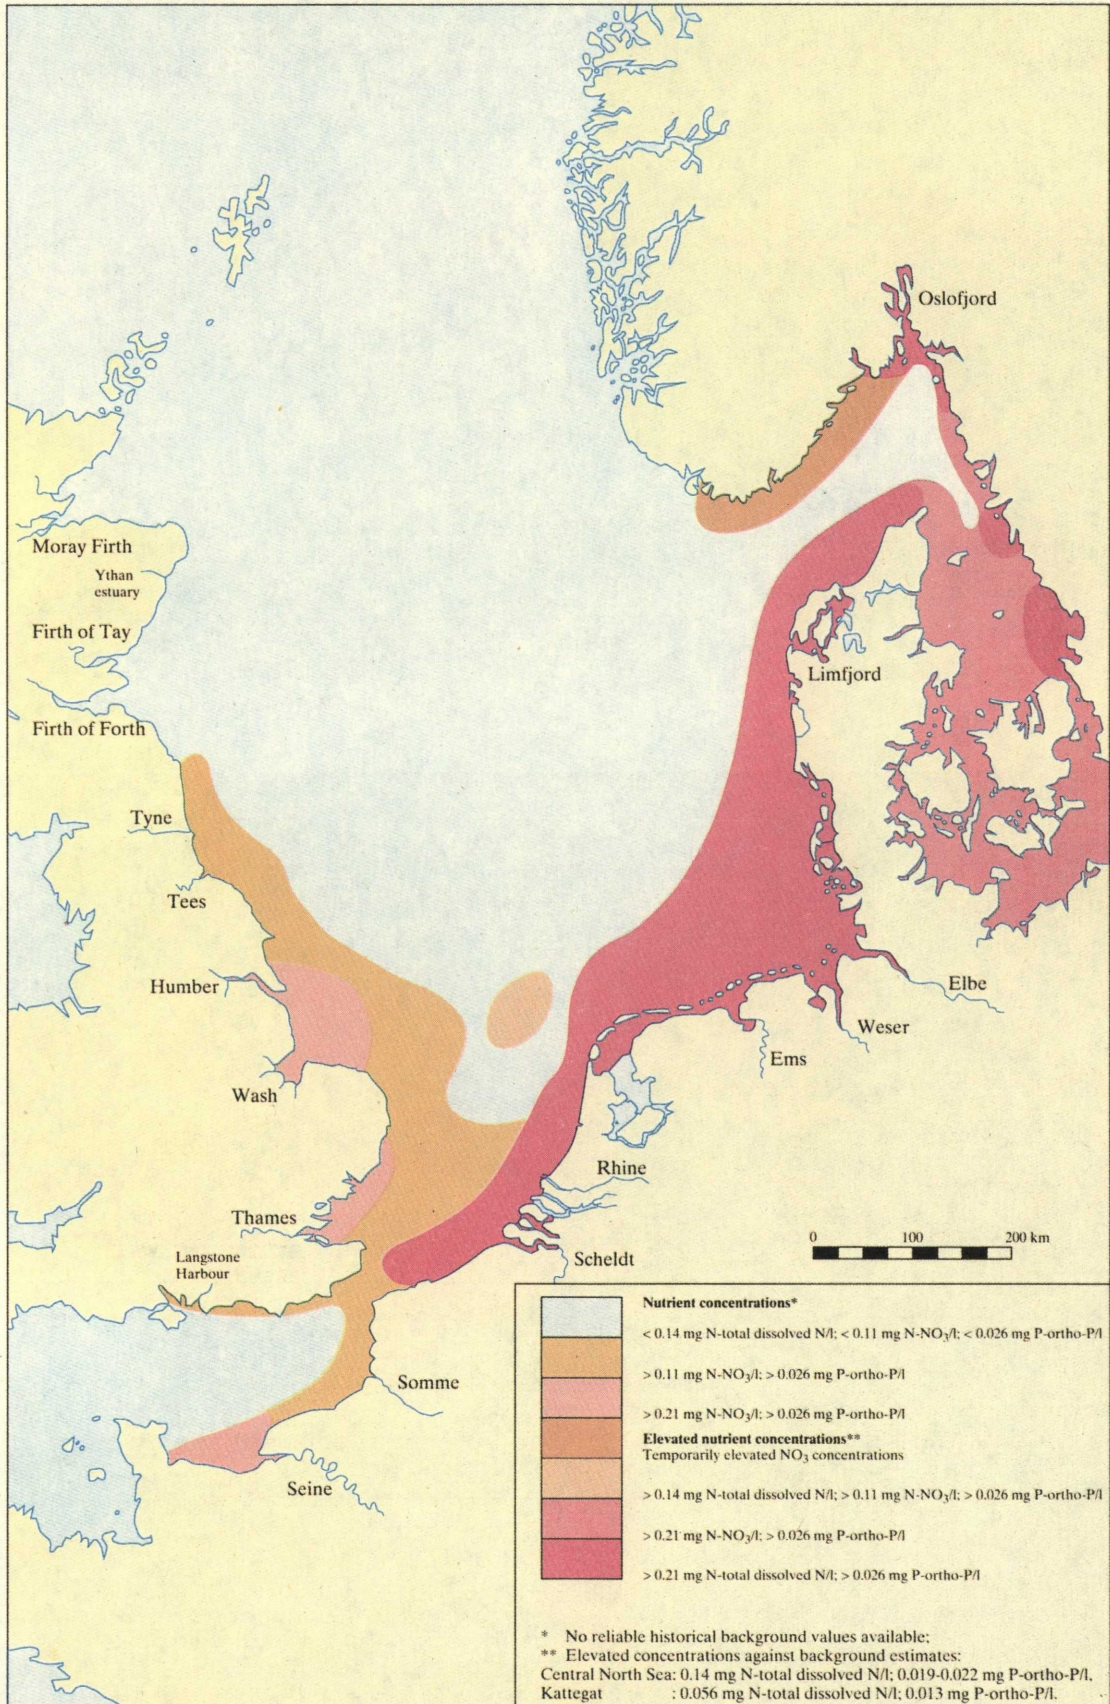 Oslofjord
Moray Firth
Ythan
estuary
Firth of Tay
Limfjord
Firth of Forth
Tyne
Tees
Humber
Elbe
Weser
Ems
Wash
Rhine
Thames
0 100 200 km
Langstone
Harbour
Scheldt
Somme
Seine
Nutrient concentrations*
< 0.14 mg N-total dissolved N/l; < 0.11 mg N-NO₃/l; < 0.026 mg P-ortho-P/l
> 0.11 mg N-NO₃/l; > 0.026 mg P-ortho-P/l
> 0.21 mg N-NO₃/l; > 0.026 mg P-ortho-P/l
Elevated nutrient concentrations**
Temporarily elevated NO₃ concentrations
> 0.14 mg N-total dissolved N/l; > 0.11 mg N-NO₃/l; > 0.026 mg P-ortho-P/l
> 0.21 mg N-NO₃/l; > 0.026 mg P-ortho-P/l
> 0.21 mg N-total dissolved N/l; > 0.026 mg P-ortho-P/l
* No reliable historical background values available;
** Elevated concentrations against background estimates:
Central North Sea: 0.14 mg N-total dissolved N/l; 0.019-0.022 mg P-ortho-P/l,
Kattegat : 0.056 mg N-total dissolved N/l; 0.013 mg P-ortho-P/l.